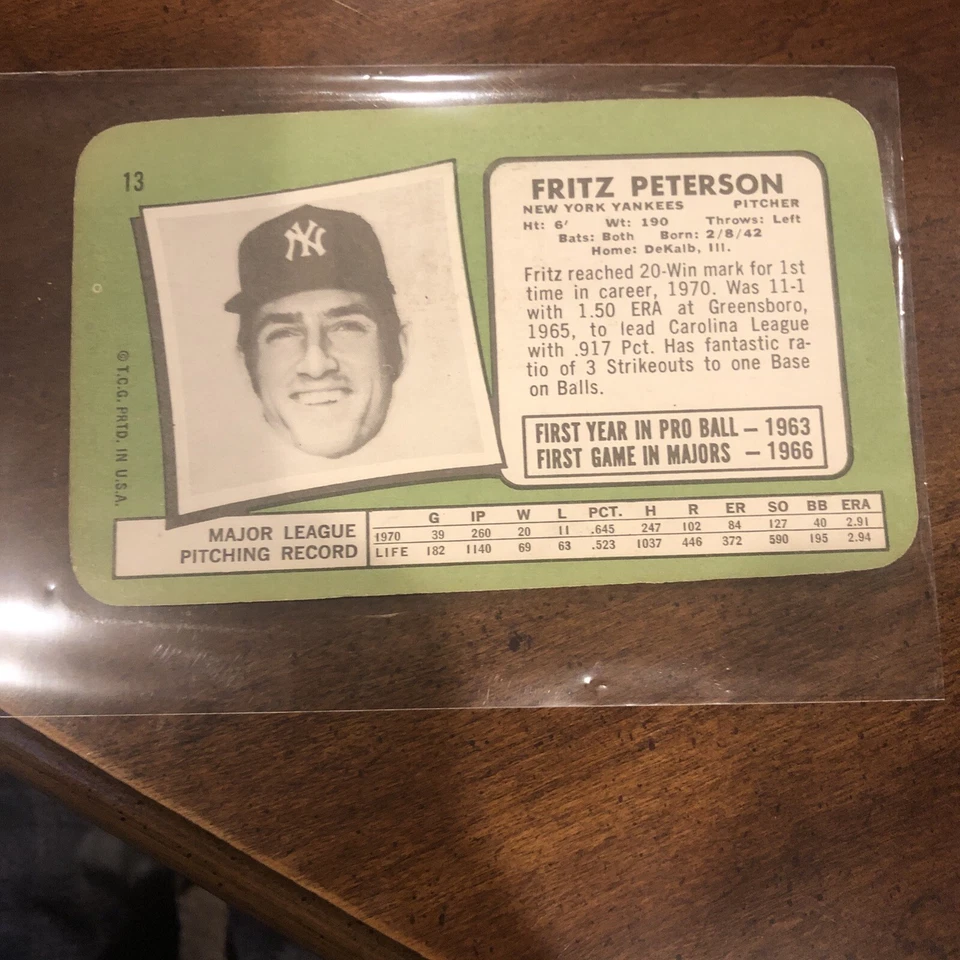 13
NY
FRITZ PETERSON
NEW YORK YANKEES PITCHER
Ht: 6' Wt: 190 Throws: Left
Bats: Both Born: 2/8/42
Home: DeKalb, Ill.
Fritz reached 20-Win mark for 1st
time in career, 1970. Was 11-1
with 1.50 ERA at Greensboro,
1965, to lead Carolina League
with .917 Pct. Has fantastic ra-
tio of 3 Strikeouts to one Base
on Balls.
FIRST YEAR IN PRO BALL — 1963
FIRST GAME IN MAJORS — 1966
© T.C.G. PRTD. IN U.S.A.
MAJOR LEAGUE
PITCHING RECORD
G IP W L PCT. H R ER SO BB ERA
1970 39 260 20 11 .645 247 102 84 127 40 2.91
LIFE 182 1140 69 63 .523 1037 446 372 590 195 2.94